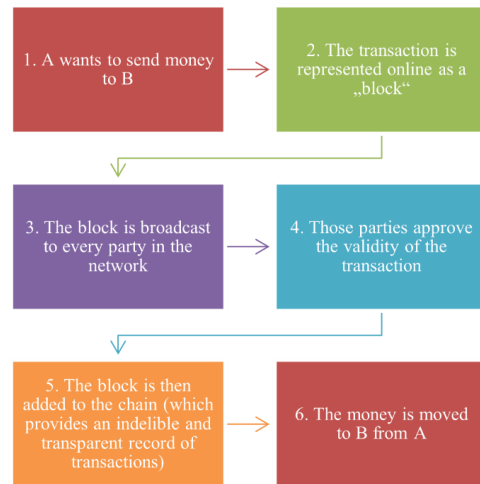 1. A wants to send money
to B
2. The transaction is
represented online as a
„block“
3. The block is broadcast
to every party in the
network
4. Those parties approve
the validity of the
transaction
5. The block is then
added to the chain (which
provides an indelible and
transparent record of
transactions)
6. The money is moved
to B from A